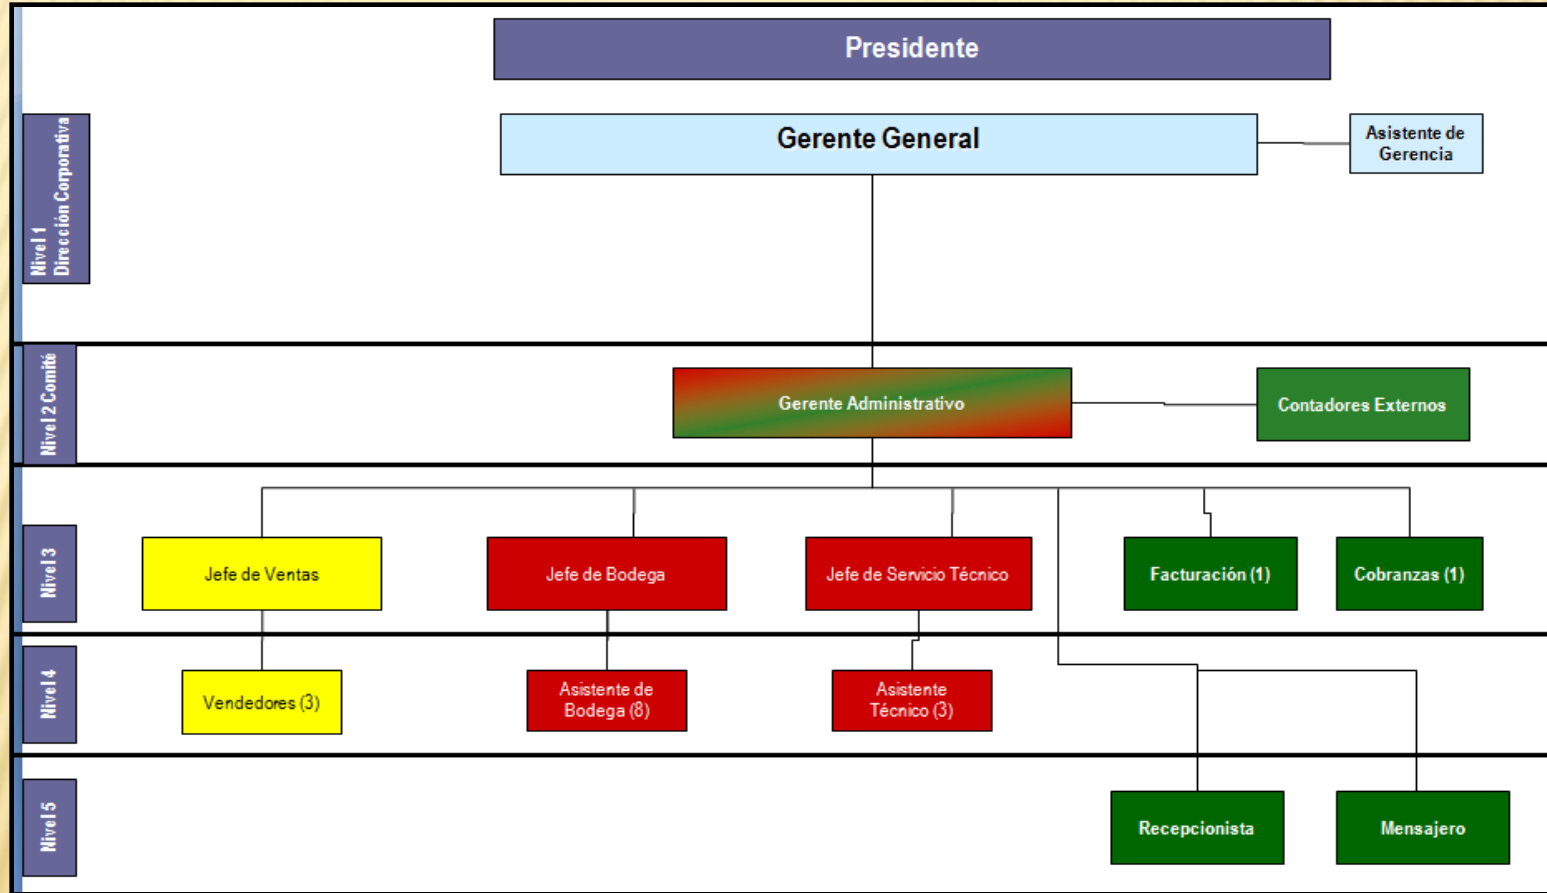 Presidente
Nivel 1
Dirección Corporativa
Gerente General
Asistente de
Gerencia
Nivel 2 Comité
Gerente Administrativo
Contadores Externos
Nivel 3
Jefe de Ventas
Jefe de Bodega
Jefe de Servicio Técnico
Facturación (1)
Cobranzas (1)
Nivel 4
Vendedores (3)
Asistente de
Bodega (8)
Asistente
Técnico (3)
Nivel 5
Recepcionista
Mensajero